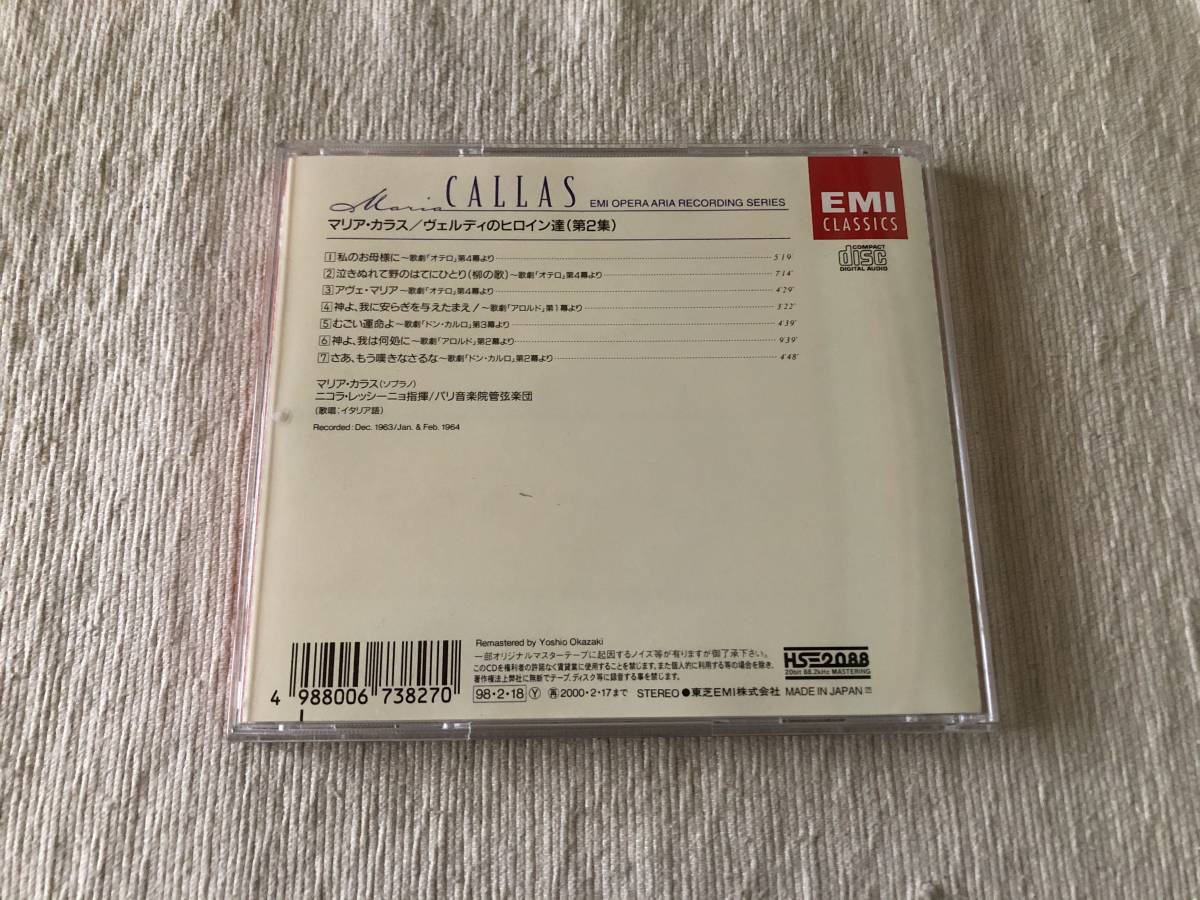 Maria CALLAS EMI OPERA ARIA RECORDING SERIES
EMI
CLASSICS
COMPACT
disc
DIGITAL AUDIO
マリア・カラス/ヴェルディのヒロイン達(第2集)
1 私のお母様に~歌劇「オテロ」第4幕より 5'19"
2 泣きぬれて野のはてにひとり(柳の歌)~歌劇「オテロ」第4幕より 7'14"
3 アヴェ・マリア~歌劇「オテロ」第4幕より 4'29"
4 神よ、我に安らぎを与えたまえ!~歌劇「アロルド」第1幕より 3'22"
5 むごい運命よ~歌劇「ドン・カルロ」第3幕より 4'39"
6 神よ、我は何処に~歌劇「アロルド」第2幕より 9'39"
7 さあ、もう嘆きなさるな~歌劇「ドン・カルロ」第2幕より 4'48"
マリア・カラス(ソプラノ)
ニコラ・レッシーニョ指揮/パリ音楽院管弦楽団
(歌唱:イタリア語)
Recorded: Dec. 1963/Jan. & Feb. 1964
Remastered by Yoshio Okazaki
一部オリジナルマスターテープに起因するノイズ等が有りますが御了承下さい。
このCDを権利者の許諾なく賃貸業に使用することを禁じます。また個人的に利用する等の場合を除き、
著作権法上弊社に無断でテープ、ディスク等に録音する事を禁じます。
98・2・18 Ⓨ 再 2000・2・17まで STEREO ●東芝EMI株式会社 MADE IN JAPAN
HS2088
20bit 88.2kHz MASTERING
4 988006 738270